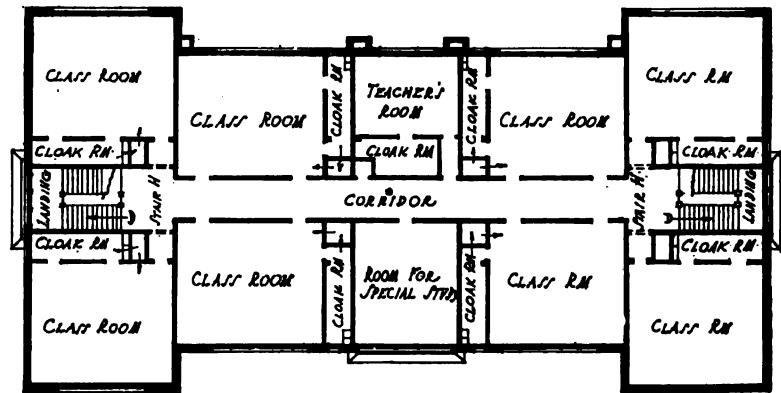 CLASS ROOM
CLASS RM
CLOAK RM
TEACHER'S
ROOM
CLOAK RM
CLASS ROOM
CLASS ROOM
CLOAK RM
CLOAK RM
CLOAK RM
LANDING
STAIR H
CORRIDOR
STAIR H
LANDING
CLOAK RM
CLOAK RM
CLASS ROOM
CLOAK RM
ROOM FOR
SPECIAL STUDY
CLOAK RM
CLASS RM
CLASS ROOM
CLASS RM